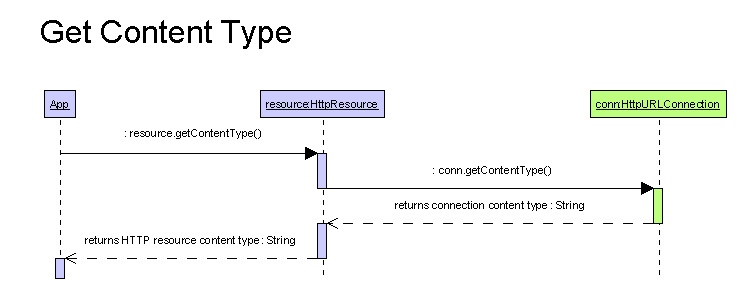 Get Content Type
App
resource:HttpResource
conn:HttpURLConnection
: resource.getContentType()
: conn.getContentType()
returns connection content type : String
returns HTTP resource content type : String